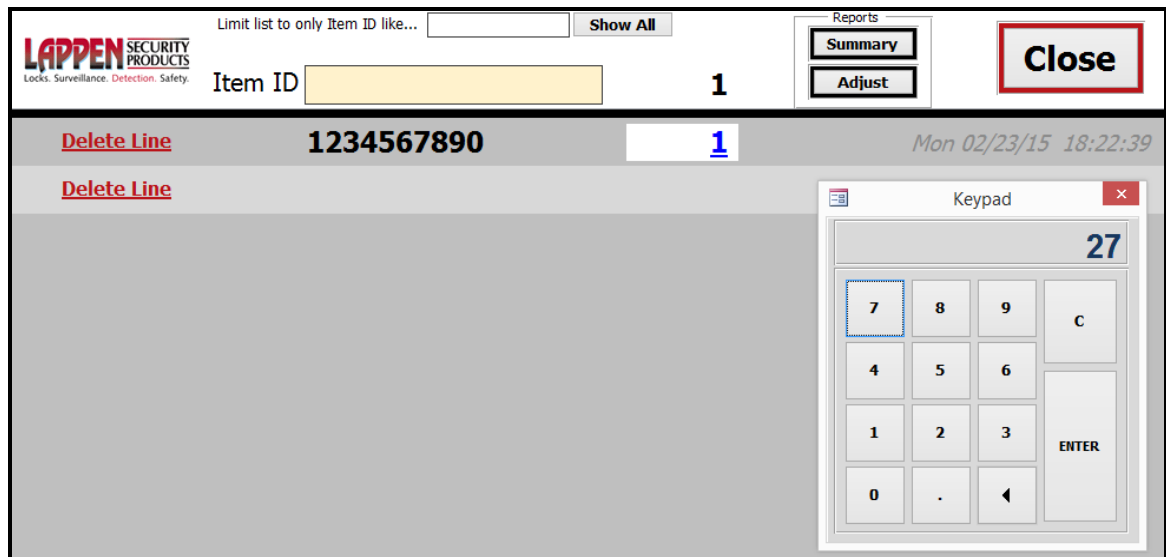 Limit list to only Item ID like... Show All
Reports
LAPPEN SECURITY PRODUCTS
Locks. Surveillance. Detection. Safety.
Item ID 1
Summary
Adjust
Close
Delete Line 1234567890 1 Mon 02/23/15 18:22:39
Delete Line
Keypad ×
27
7 8 9 C
4 5 6
1 2 3 ENTER
0 .